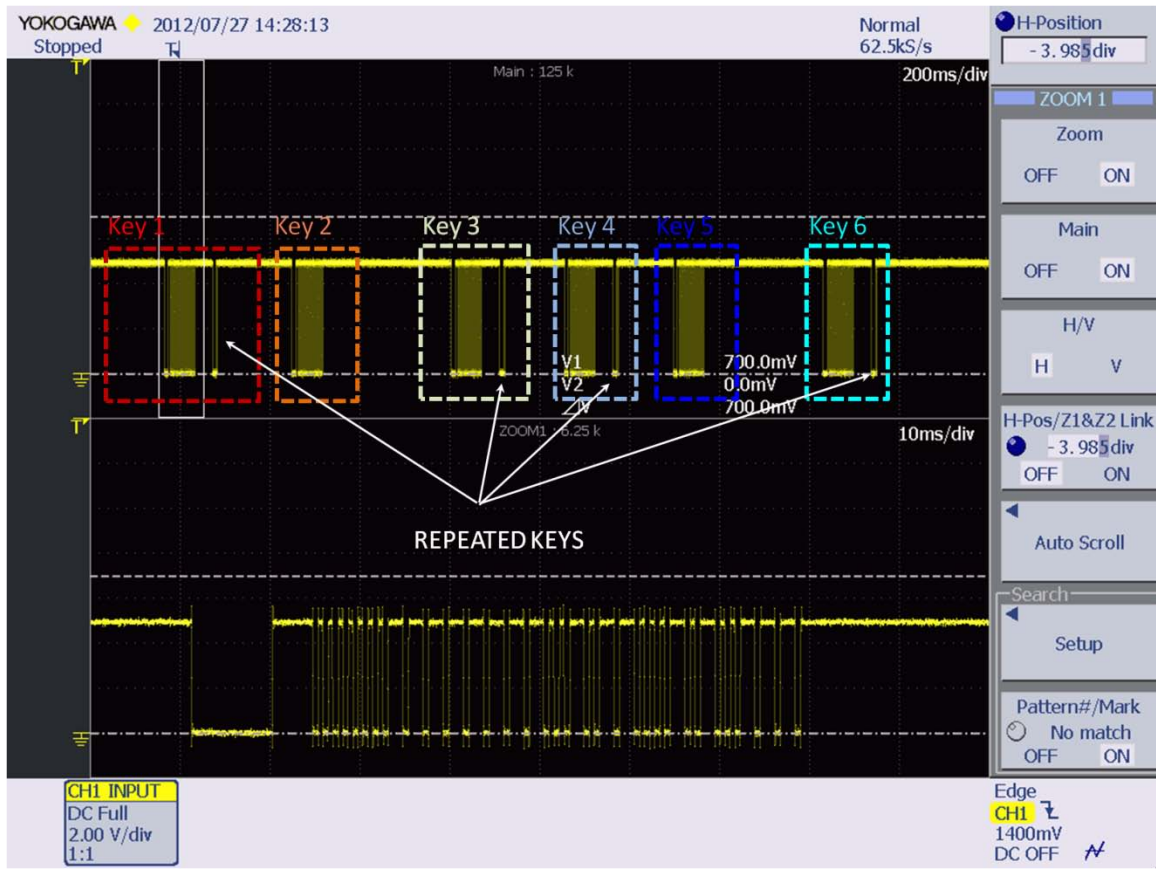 YOKOGAWA 2012/07/27 14:28:13
Stopped
Normal
62.5kS/s
T
T
Main : 125 k
200ms/div
Key 1
Key 2
Key 3
Key 4
Key 5
Key 6
V1 700.0mV
V2 0.0mV
⊿V 700.0mV
T
ZOOM1 : 6.25 k
10ms/div
REPEATED KEYS
H-Position
-3.985div
ZOOM 1
Zoom
OFF ON
Main
OFF ON
H/V
H V
H-Pos/Z1&Z2 Link
-3.985div
OFF ON
Auto Scroll
Search
Setup
Pattern#/Mark
No match
OFF ON
CH1 INPUT
DC Full
2.00 V/div
1:1
Edge
CH1
1400mV
DC OFF